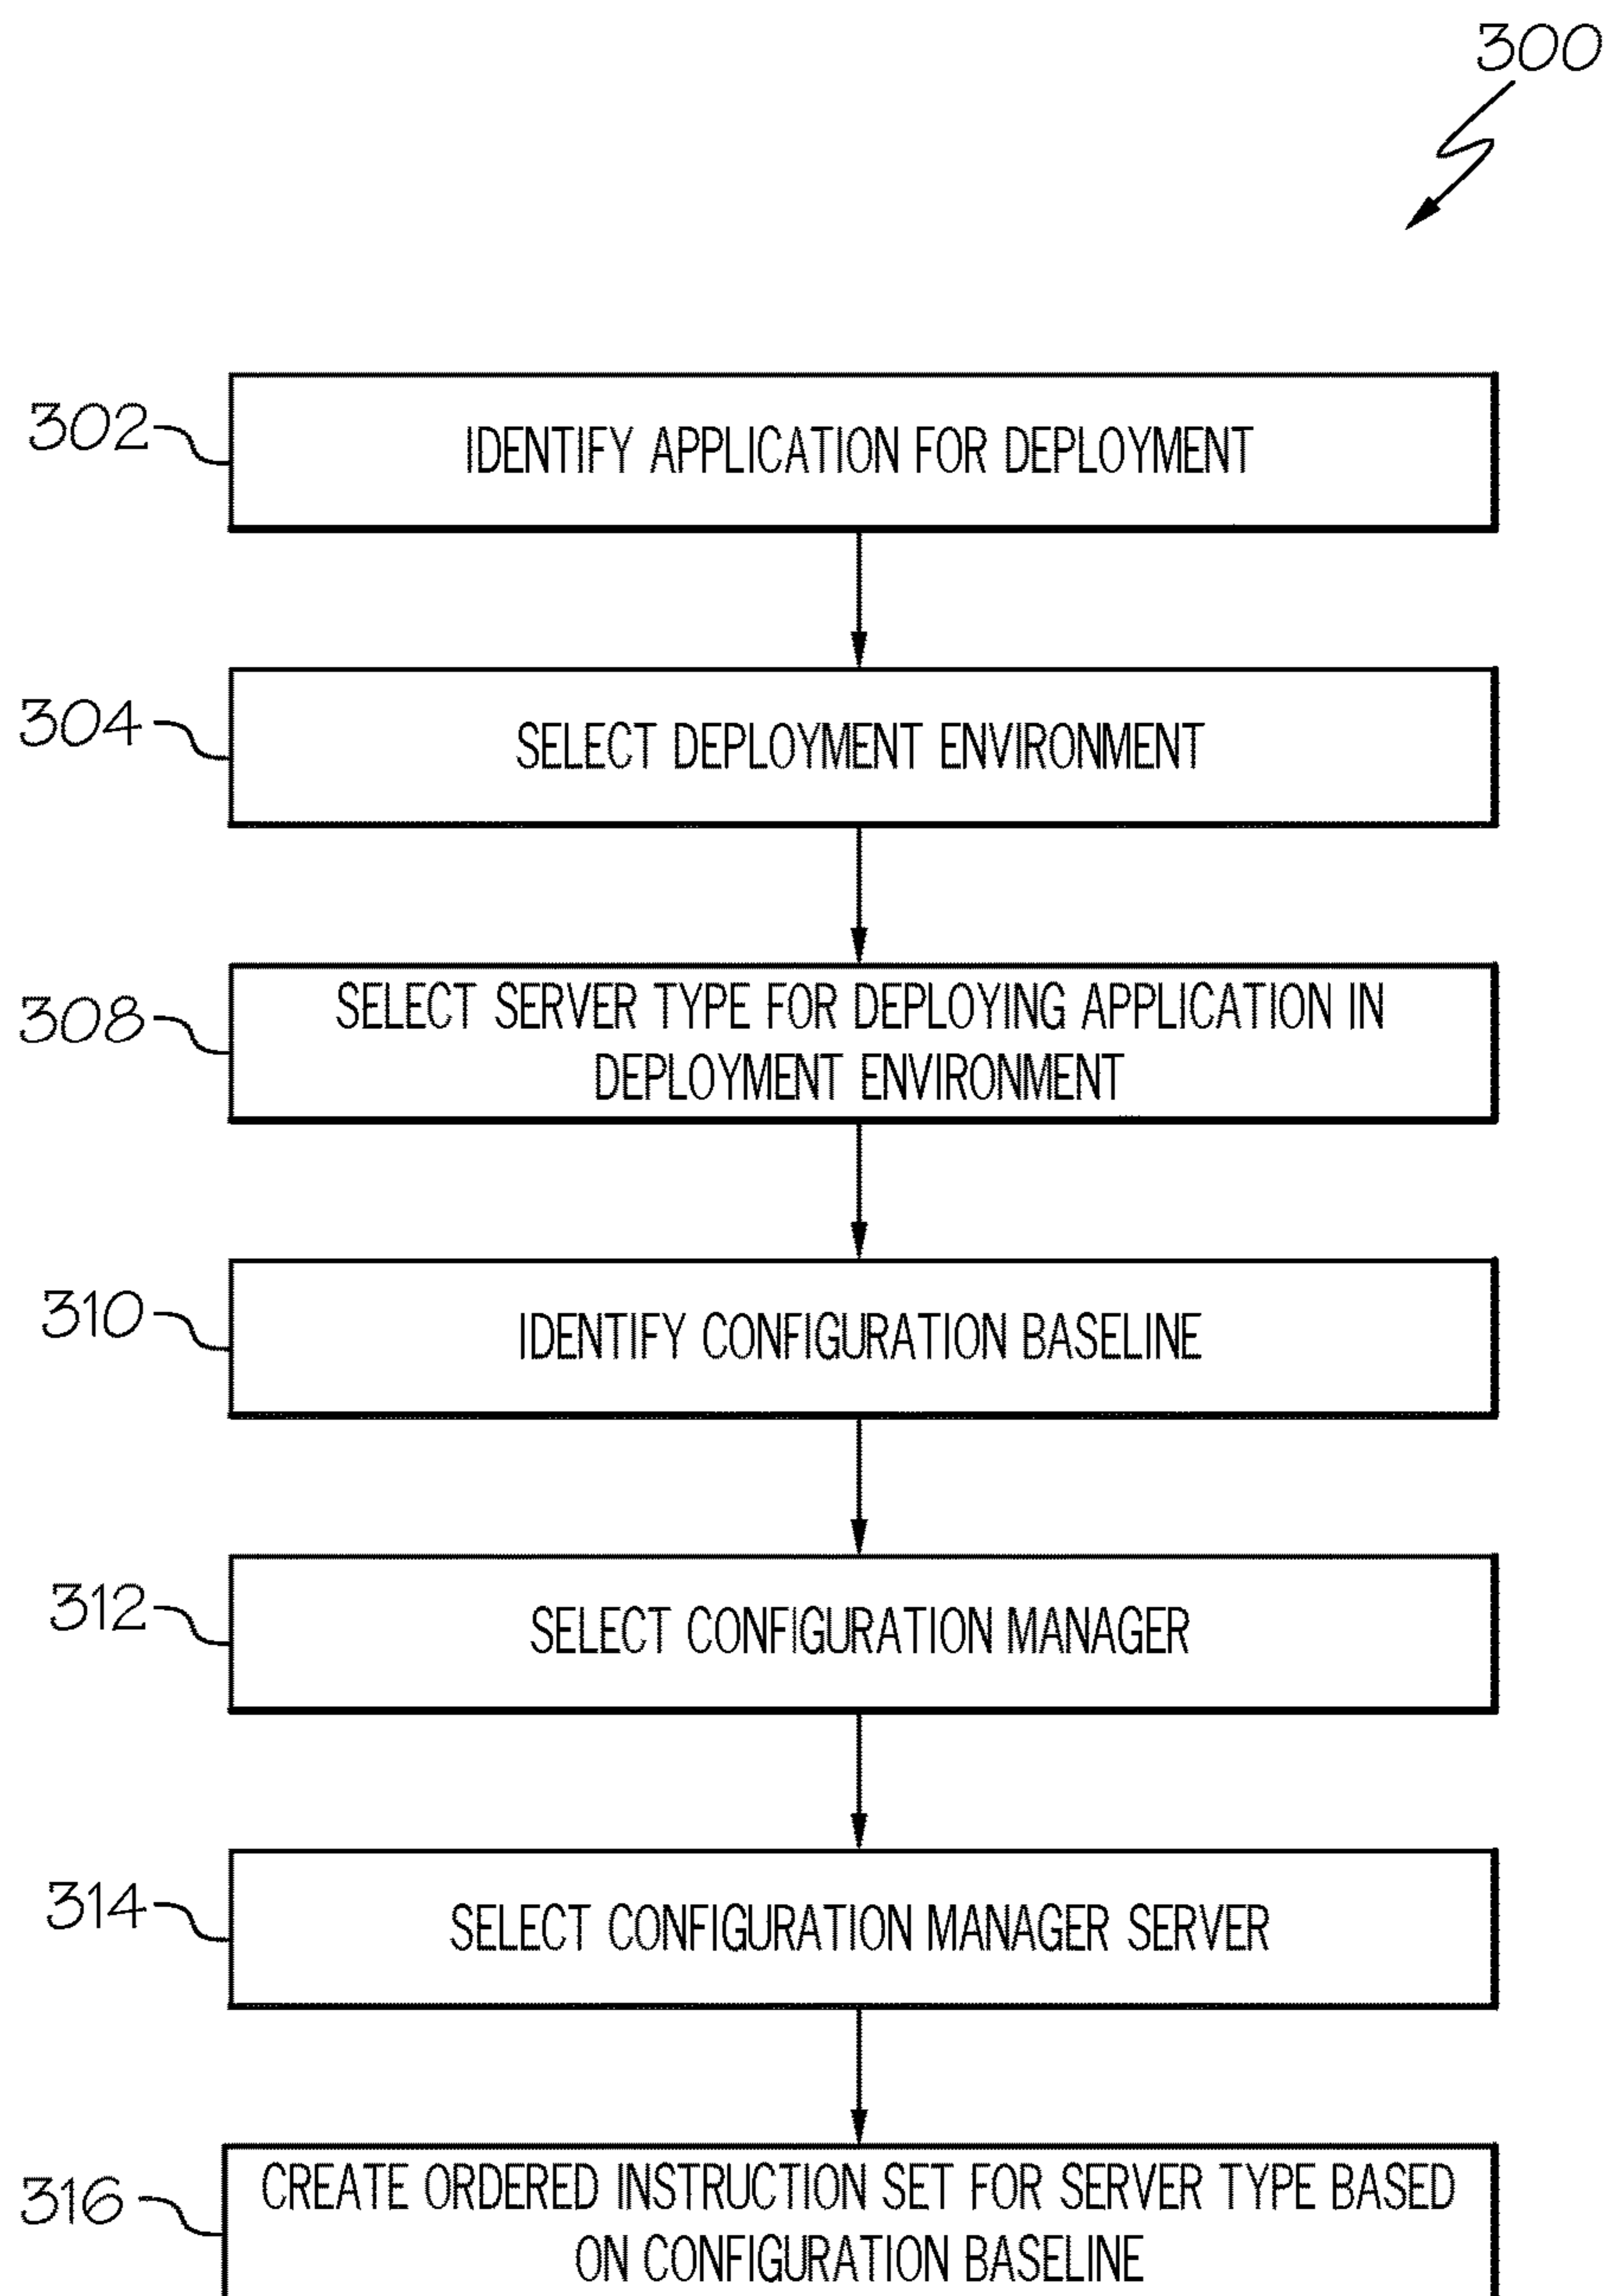 300
302
IDENTIFY APPLICATION FOR DEPLOYMENT
304
SELECT DEPLOYMENT ENVIRONMENT
308
SELECT SERVER TYPE FOR DEPLOYING APPLICATION IN
DEPLOYMENT ENVIRONMENT
310
IDENTIFY CONFIGURATION BASELINE
312
SELECT CONFIGURATION MANAGER
314
SELECT CONFIGURATION MANAGER SERVER
316
CREATE ORDERED INSTRUCTION SET FOR SERVER TYPE BASED
ON CONFIGURATION BASELINE